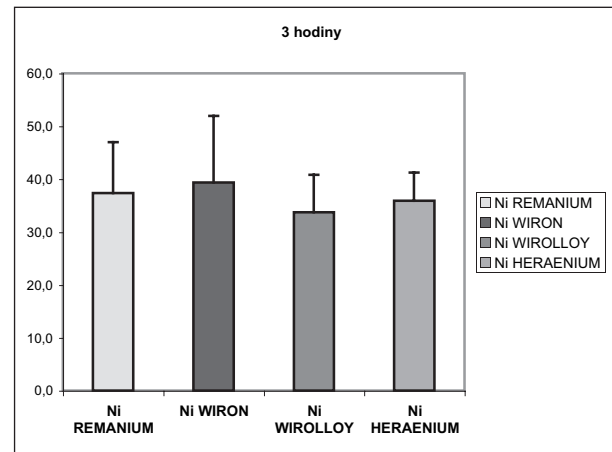 3 hodiny
60,0
50,0
40,0
30,0
20,0
10,0
0,0
Ni REMANIUM
Ni WIRON
Ni WIROLLOY
Ni HERAENIUM
Ni
REMANIUM
Ni WIRON
Ni
WIROLLOY
Ni
HERAENIUM